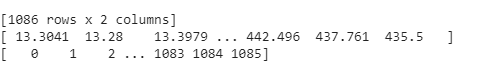 [1086 rows x 2 columns]
[ 13.3041  13.28    13.3979 ... 442.496  437.761  435.5   ]
[   0    1    2 ... 1083 1084 1085]